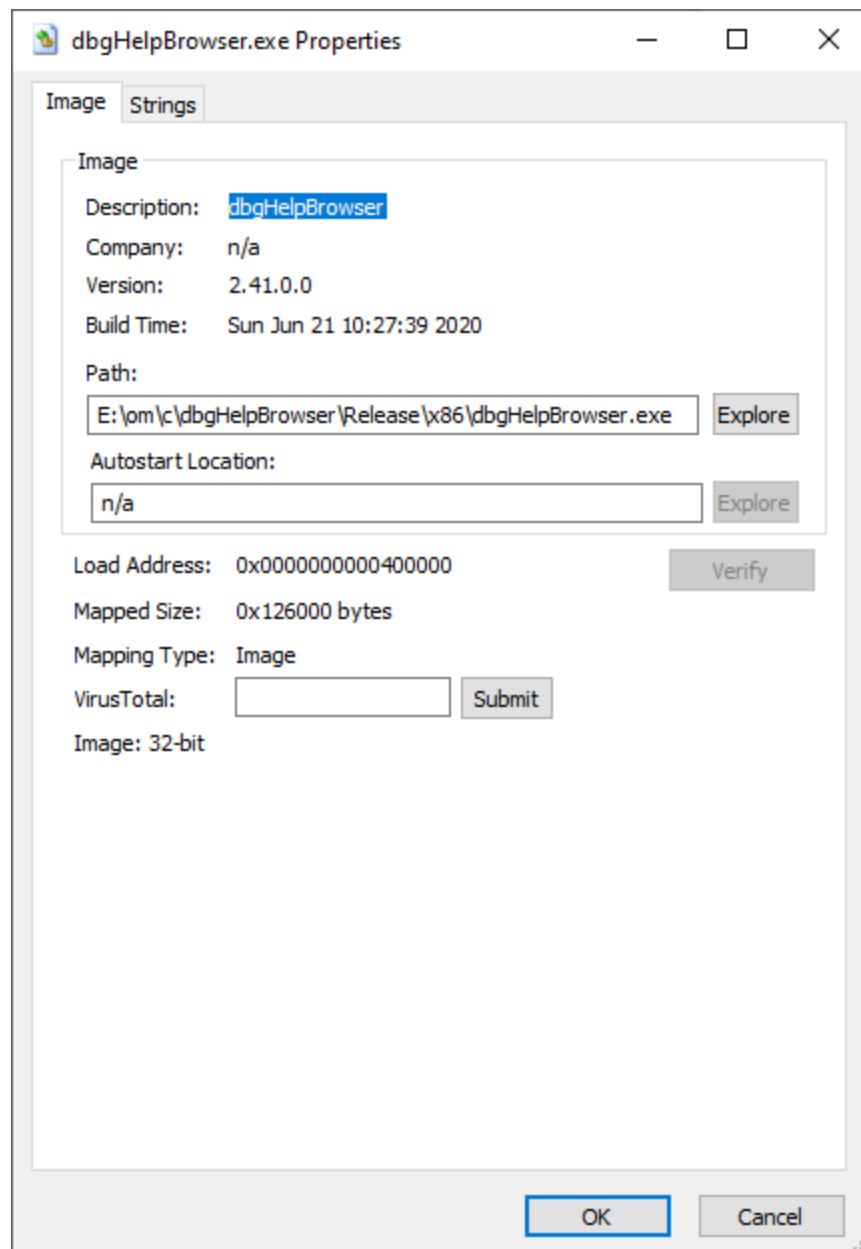 dbgHelpBrowser.exe Properties
Image Strings
Image
Description: dbgHelpBrowser
Company: n/a
Version: 2.41.0.0
Build Time: Sun Jun 21 10:27:39 2020
Path:
E:\om\c\dbgHelpBrowser\Release\x86\dbgHelpBrowser.exe Explore
Autostart Location:
n/a Explore
Load Address: 0x0000000000400000 Verify
Mapped Size: 0x126000 bytes
Mapping Type: Image
VirusTotal: Submit
Image: 32-bit
OK Cancel